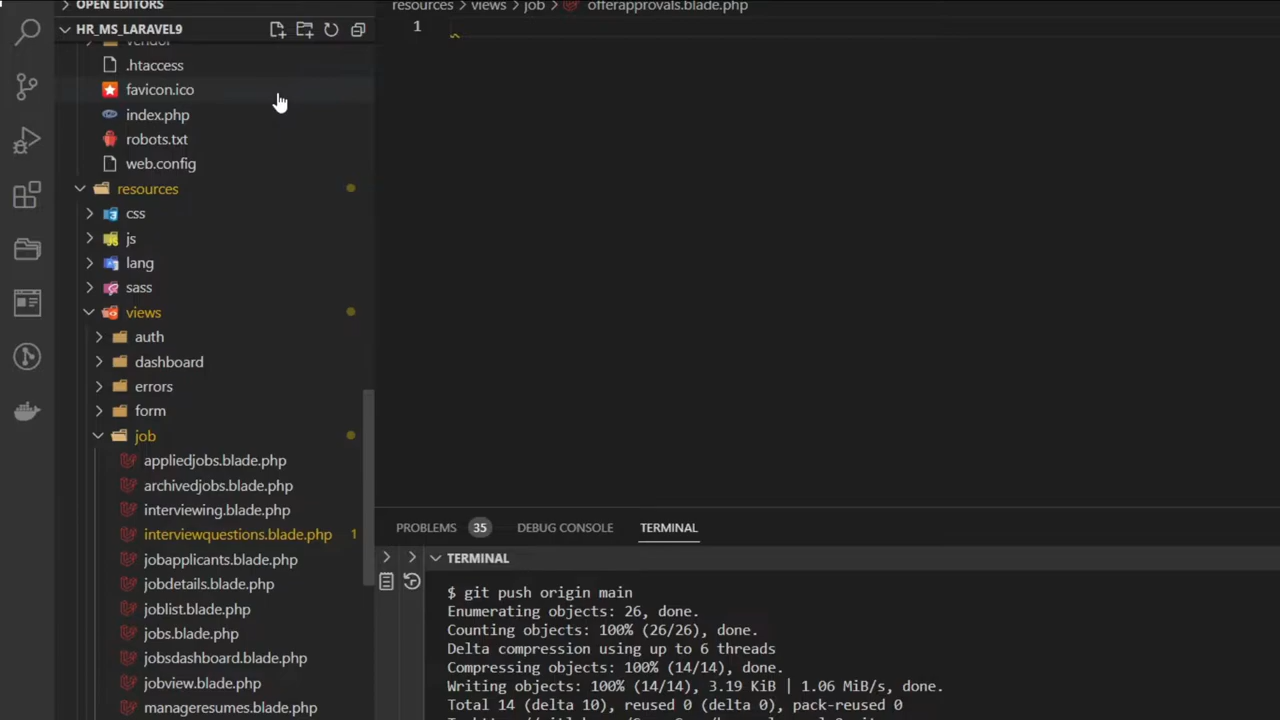 OPEN EDITORS
HR_MS_LARAVEL9
vendor
.htaccess
favicon.ico
index.php
robots.txt
web.config
resources
css
js
lang
sass
views
auth
dashboard
errors
form
job
appliedjobs.blade.php
archivedjobs.blade.php
interviewing.blade.php
interviewquestions.blade.php 1
jobapplicants.blade.php
jobdetails.blade.php
joblist.blade.php
jobs.blade.php
jobsdashboard.blade.php
jobview.blade.php
manageresumes.blade.php
resources > views > job > offerapprovals.blade.php
1
PROBLEMS 35 DEBUG CONSOLE TERMINAL
TERMINAL
$ git push origin main
Enumerating objects: 26, done.
Counting objects: 100% (26/26), done.
Delta compression using up to 6 threads
Compressing objects: 100% (14/14), done.
Writing objects: 100% (14/14), 3.19 KiB | 1.06 MiB/s, done.
Total 14 (delta 10), reused 0 (delta 0), pack-reused 0